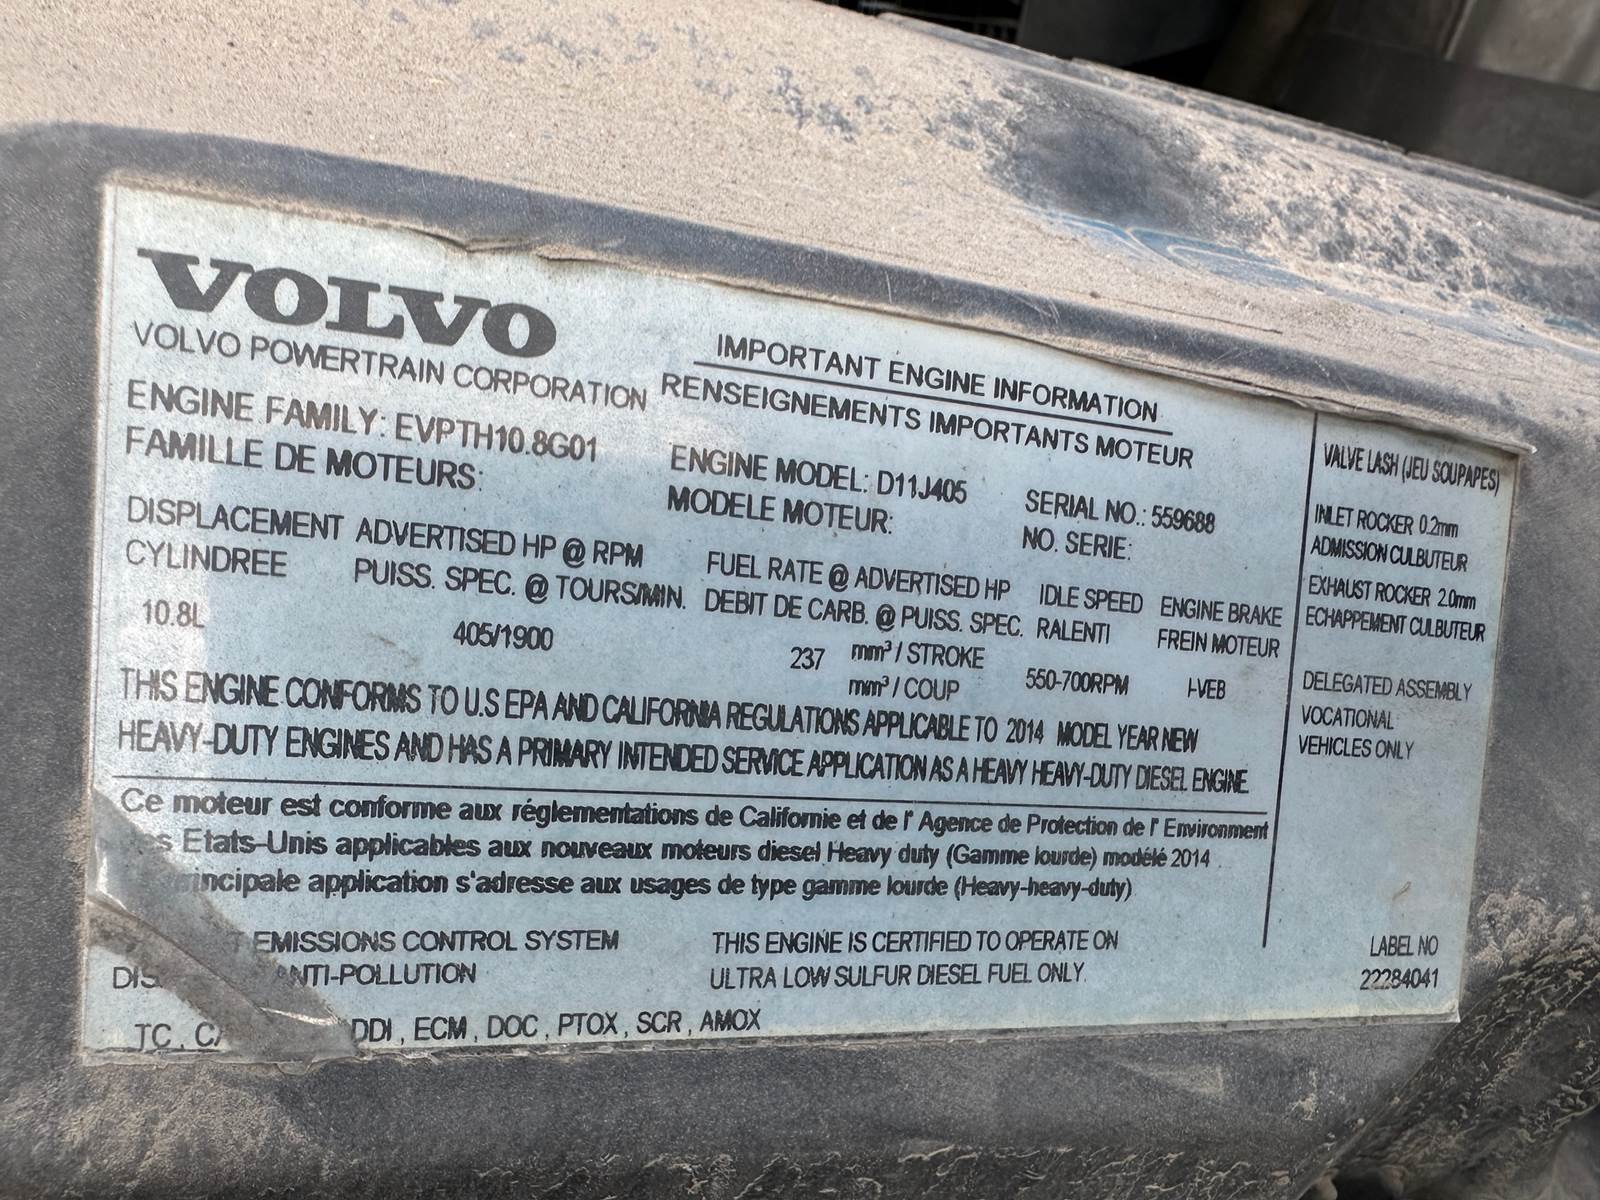 VOLVO
VOLVO POWERTRAIN CORPORATION
IMPORTANT ENGINE INFORMATION
RENSEIGNEMENTS IMPORTANTS MOTEUR
ENGINE FAMILY: EVPTH10.8G01
FAMILLE DE MOTEURS:
ENGINE MODEL: D11J405
MODELE MOTEUR:
SERIAL NO.: 559688
NO. SERIE:
DISPLACEMENT
CYLINDREE
10.8L
ADVERTISED HP @ RPM
PUISS. SPEC. @ TOURS/MIN.
405/1900
FUEL RATE @ ADVERTISED HP
DEBIT DE CARB. @ PUISS. SPEC.
237 mm³ / STROKE
mm³ / COUP
IDLE SPEED
RALENTI
550-700RPM
ENGINE BRAKE
FREIN MOTEUR
I-VEB
THIS ENGINE CONFORMS TO U.S EPA AND CALIFORNIA REGULATIONS APPLICABLE TO 2014 MODEL YEAR NEW
HEAVY-DUTY ENGINES AND HAS A PRIMARY INTENDED SERVICE APPLICATION AS A HEAVY HEAVY-DUTY DIESEL ENGINE.
Ce moteur est conforme aux réglementations de Californie et de l' Agence de Protection de l' Environment
Etats-Unis applicables aux nouveaux moteurs diesel Heavy duty (Gamme lourde) modélé 2014
application s'adresse aux usages de type gamme lourde (Heavy-heavy-duty)
EMISSIONS CONTROL SYSTEM
TC, ECM, DOC, PTOX, SCR, AMOX
THIS ENGINE IS CERTIFIED TO OPERATE ON
ULTRA LOW SULFUR DIESEL FUEL ONLY.
VALVE LASH (JEU SOUPAPES)
INLET ROCKER 0.2mm
ADMISSION CULBUTEUR
EXHAUST ROCKER 2.0mm
ECHAPPEMENT CULBUTEUR
DELEGATED ASSEMBLY
VOCATIONAL
VEHICLES ONLY
LABEL NO
22284041